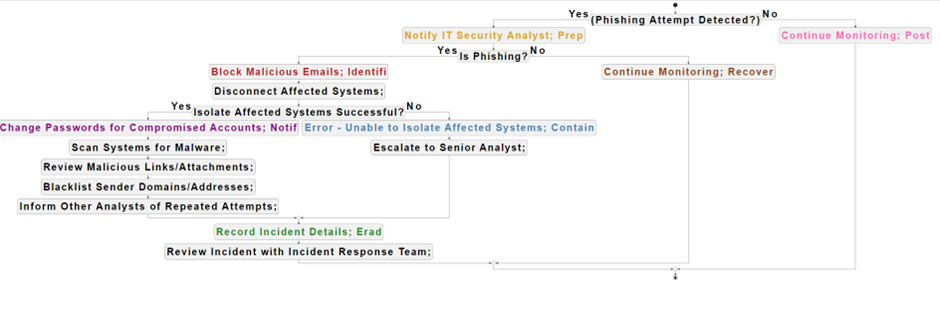 Yes (Phishing Attempt Detected?) No
Notify IT Security Analyst; Prep
Continue Monitoring; Post
Yes Is Phishing? No
Block Malicious Emails; Identifi
Continue Monitoring; Recover
Disconnect Affected Systems;
Yes Isolate Affected Systems Successful? No
Change Passwords for Compromised Accounts; Notif
Error - Unable to Isolate Affected Systems; Contain
Scan Systems for Malware;
Escalate to Senior Analyst;
Review Malicious Links/Attachments;
Blacklist Sender Domains/Addresses;
Inform Other Analysts of Repeated Attempts;
Record Incident Details; Erad
Review Incident with Incident Response Team;